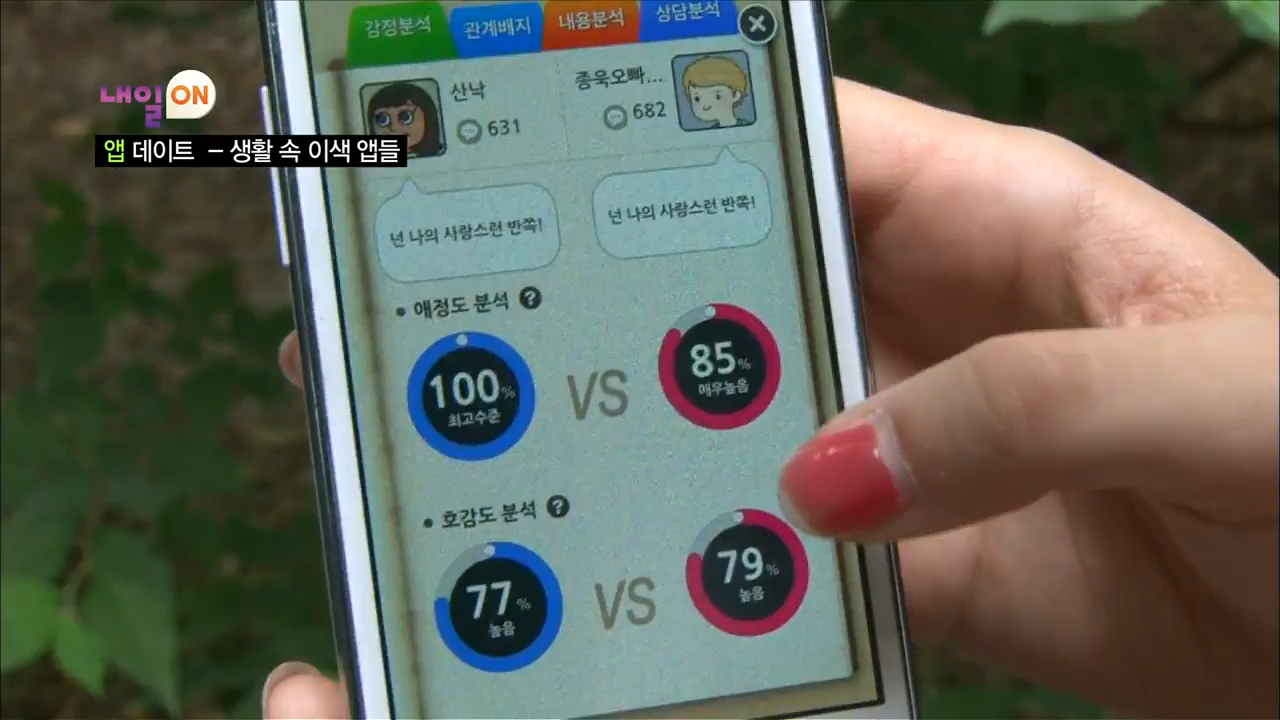 감정분석 관계배지 내용분석 상담분석
내일ON
앱 데이트 – 생활 속 이색 앱들
산낙
631
종욱오빠...
682
넌 나의 사랑스런 반쪽!
넌 나의 사랑스런 반쪽!
• 애정도 분석 ?
100%
최고수준
VS
85%
매우높음
• 호감도 분석 ?
77%
높음
VS
79%
높음